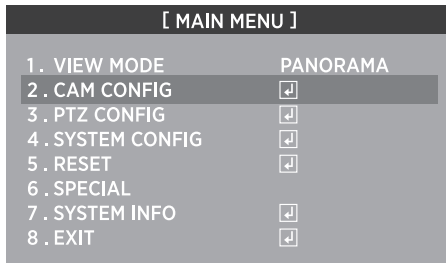 [ MAIN MENU ]
1. VIEW MODE PANORAMA
2 . CAM CONFIG ↲
3 . PTZ CONFIG ↲
4 . SYSTEM CONFIG ↲
5 . RESET ↲
6 . SPECIAL
7 . SYSTEM INFO ↲
8 . EXIT ↲